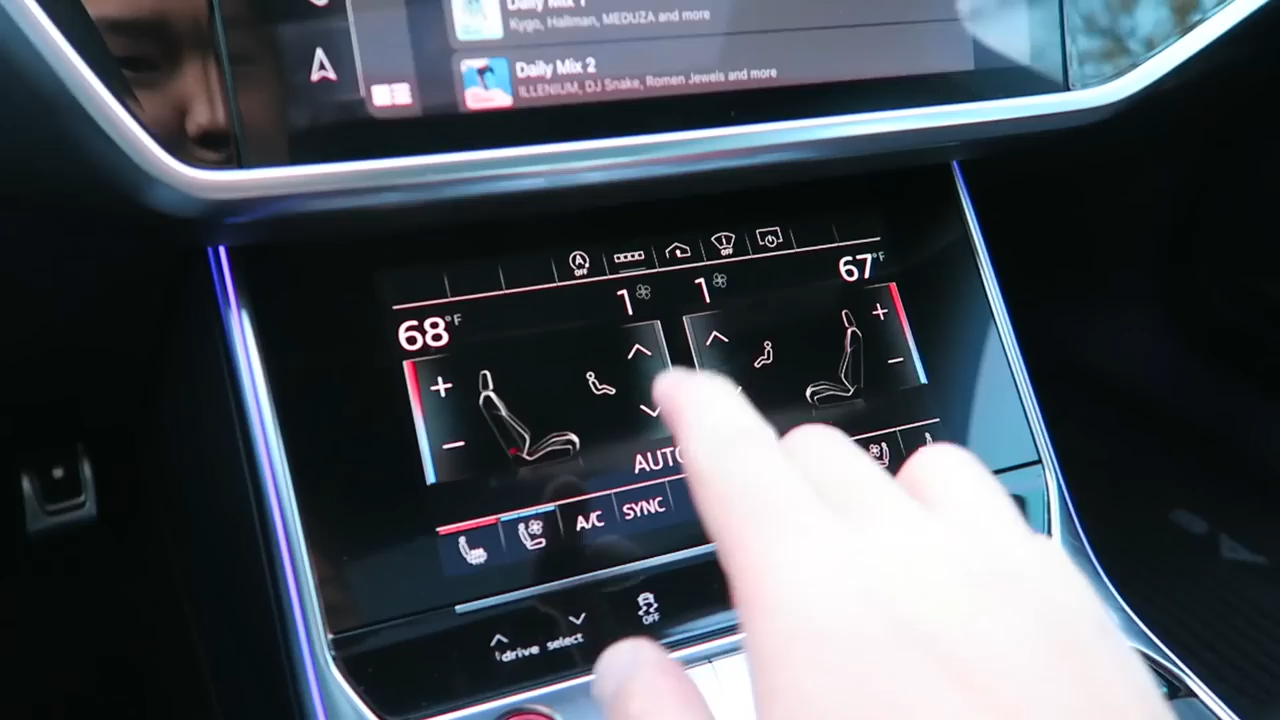 Daily Mix 1
Kygo, Hallman, MEDUZA and more
Daily Mix 2
ILLENIUM, DJ Snake, Romen Jewels and more
OFF
OFF
68°F
1
1
67°F
AUTO
A/C
SYNC
OFF
drive select